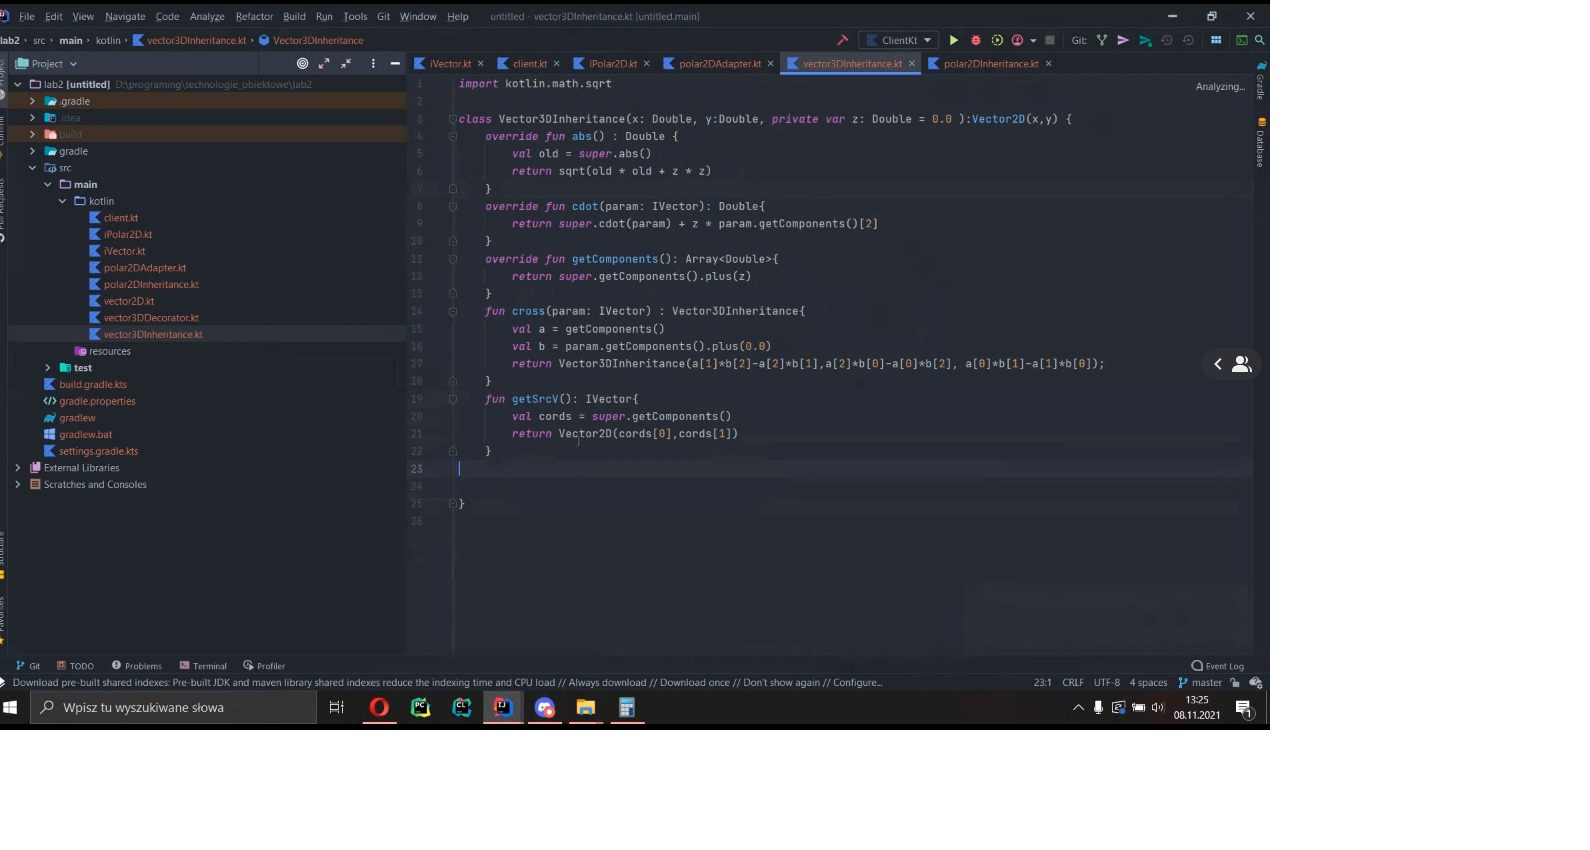 File Edit View Navigate Code Analyze Refactor Build Run Tools Git Window Help untitled - vector3DInheritance.kt [untitled.main]
lab2 src main kotlin vector3DInheritance.kt Vector3DInheritance ClientKt Git:
Project iVector.kt client.kt iPolar2D.kt polar2DAdapter.kt vector3DInheritance.kt polar2DInheritance.kt
lab2 [untitled] D:\programing\technologie_obiektowe\lab2
.gradle
.idea
build
gradle
src
main
kotlin
client.kt
iPolar2D.kt
iVector.kt
polar2DAdapter.kt
polar2DInheritance.kt
vector2D.kt
vector3DDecorator.kt
vector3DInheritance.kt
resources
test
build.gradle.kts
gradle.properties
gradlew
gradlew.bat
settings.gradle.kts
External Libraries
Scratches and Consoles
Analyzing...
1 import kotlin.math.sqrt
2
3 class Vector3DInheritance(x: Double, y:Double, private var z: Double = 0.0 ):Vector2D(x,y) {
4 override fun abs() : Double {
5 val old = super.abs()
6 return sqrt(old * old + z * z)
7 }
8 override fun cdot(param: IVector): Double{
9 return super.cdot(param) + z * param.getComponents()[2]
10 }
11 override fun getComponents(): Array<Double>{
12 return super.getComponents().plus(z)
13 }
14 fun cross(param: IVector) : Vector3DInheritance{
15 val a = getComponents()
16 val b = param.getComponents().plus(0.0)
17 return Vector3DInheritance(a[1]*b[2]-a[2]*b[1],a[2]*b[0]-a[0]*b[2], a[0]*b[1]-a[1]*b[0]);
18 }
19 fun getSrcV(): IVector{
20 val cords = super.getComponents()
21 return Vector2D(cords[0],cords[1])
22 }
23
24
25 }
26
Project
Commit
Pull Requests
Structure
Favorites
Gradle
Database
Git TODO Problems Terminal Profiler Event Log
Download pre-built shared indexes: Pre-built JDK and maven library shared indexes reduce the indexing time and CPU load // Always download // Download once // Don't show again // Configure... 23:1 CRLF UTF-8 4 spaces master
Wpisz tu wyszukiwane słowa PC CL IJ 13:25
08.11.2021 1